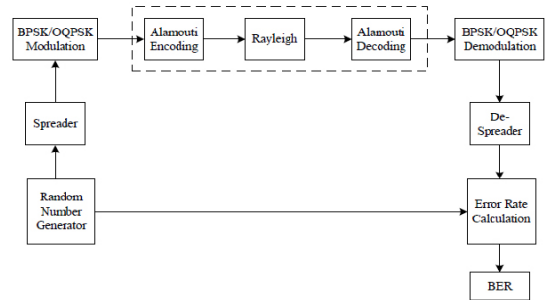 BPSK/OQPSK
Modulation
Alamouti
Encoding
Rayleigh
Alamouti
Decoding
BPSK/OQPSK
Demodulation
Spreader
De-
Spreader
Random
Number
Generator
Error Rate
Calculation
BER